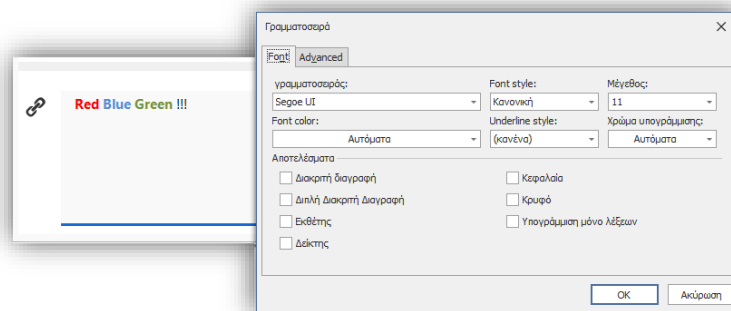 Red Blue Green !!!
Γραμματοσειρά
Font Advanced
γραμματοσειράς: Font style: Μέγεθος:
Segoe UI Κανονική 11
Font color: Underline style: Χρώμα υπογράμμισης:
Αυτόματα (κανένα) Αυτόματα
Αποτελέσματα
Διακριτή διαγραφή Κεφαλαία
Διπλή Διακριτή Διαγραφή Κρυφό
Εκθέτης Υπογράμμιση μόνο λέξεων
Δείκτης
OK Ακύρωση